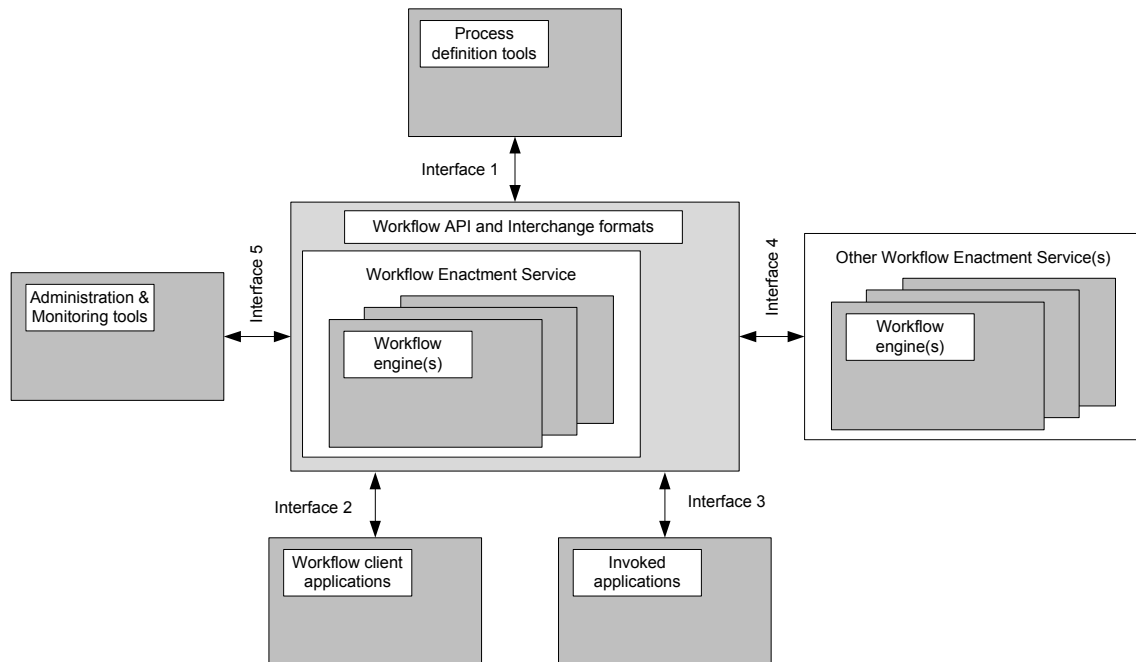 Process
definition tools
Interface 1
Workflow API and Interchange formats
Interface 5
Interface 4
Workflow Enactment Service
Other Workflow Enactment Service(s)
Administration &
Monitoring tools
Workflow
engine(s)
Workflow
engine(s)
Interface 2
Interface 3
Workflow client
applications
Invoked
applications